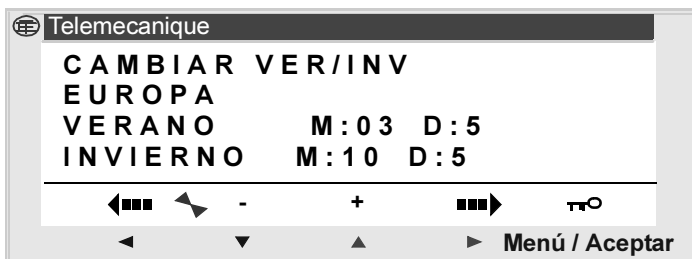 Telemecanique
CAMBIAR VER/INV
EUROPA
VERANO M:03 D:5
INVIERNO M:10 D:5
- +
Menú / Aceptar